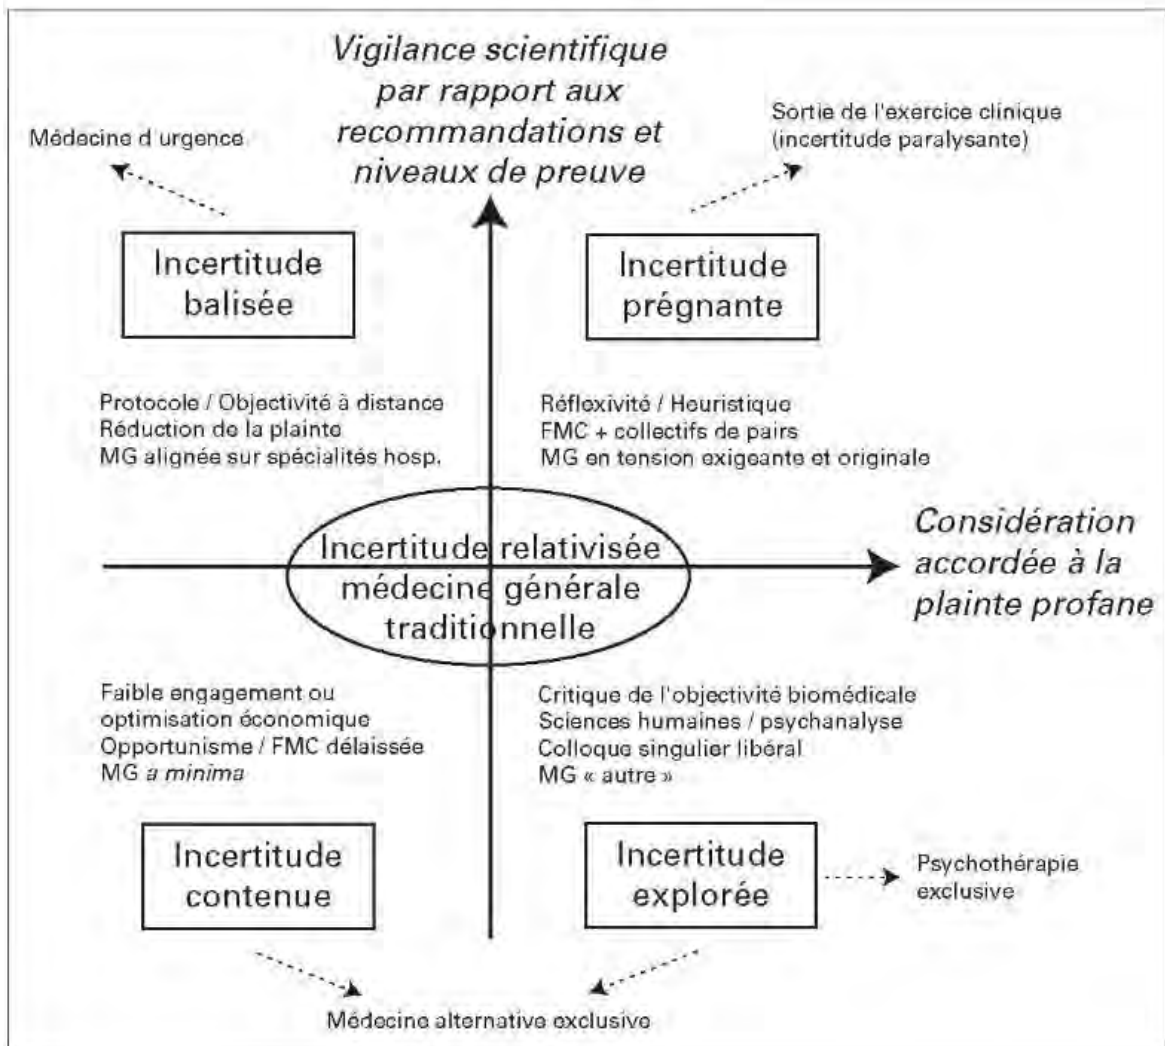 Vigilance scientifique
par rapport aux
recommandations et
niveaux de preuve
Médecine d'urgence
Sortie de l'exercice clinique
(incertitude paralysante)
Incertitude
balisée
Incertitude
prégnante
Protocole / Objectivité à distance
Réduction de la plainte
MG alignée sur spécialités hosp.
Réflexivité / Heuristique
FMC + collectifs de pairs
MG en tension exigeante et originale
Incertitude relativisée
médecine générale
traditionnelle
Considération
accordée à la
plainte profane
Faible engagement ou
optimisation économique
Opportunisme / FMC délaissée
MG a minima
Critique de l'objectivité biomédicale
Sciences humaines / psychanalyse
Colloque singulier libéral
MG « autre »
Incertitude
contenue
Incertitude
explorée
Psychothérapie
exclusive
Médecine alternative exclusive